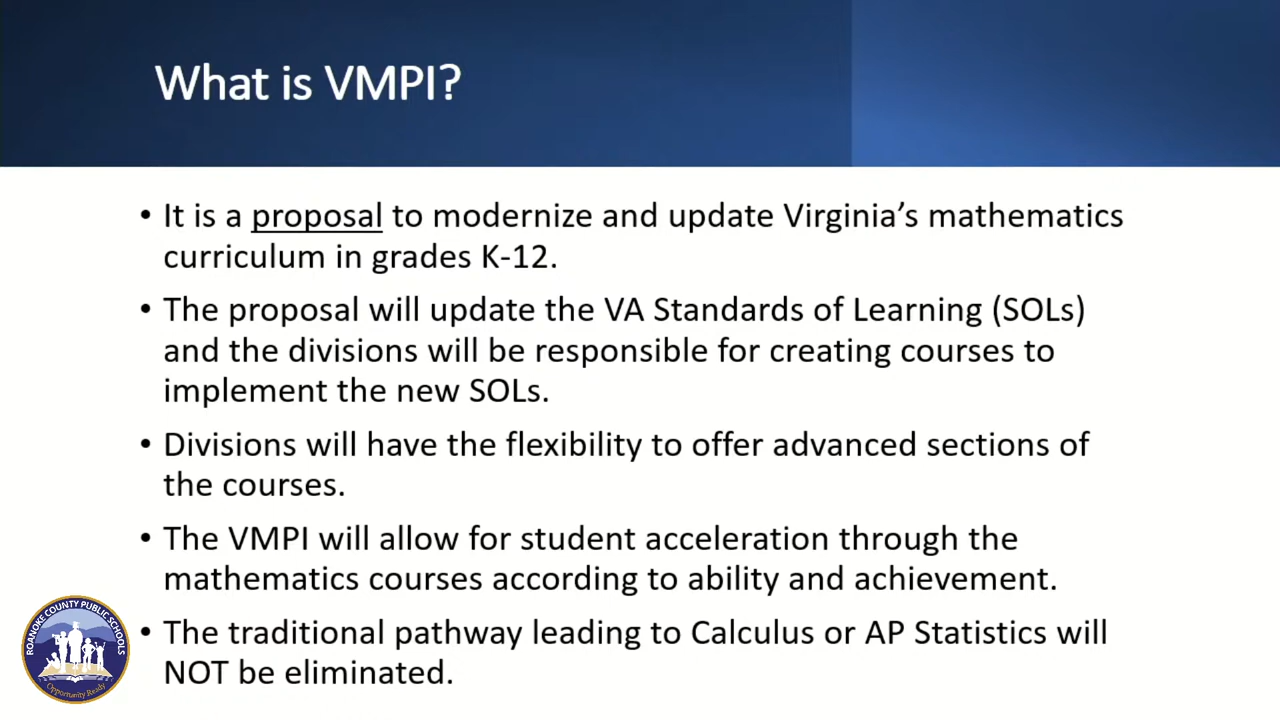 What is VMPI?
• It is a proposal to modernize and update Virginia’s mathematics
curriculum in grades K-12.
• The proposal will update the VA Standards of Learning (SOLs)
and the divisions will be responsible for creating courses to
implement the new SOLs.
• Divisions will have the flexibility to offer advanced sections of
the courses.
• The VMPI will allow for student acceleration through the
mathematics courses according to ability and achievement.
• The traditional pathway leading to Calculus or AP Statistics will
NOT be eliminated.
ROANOKE COUNTY PUBLIC SCHOOLS
Opportunity Ready